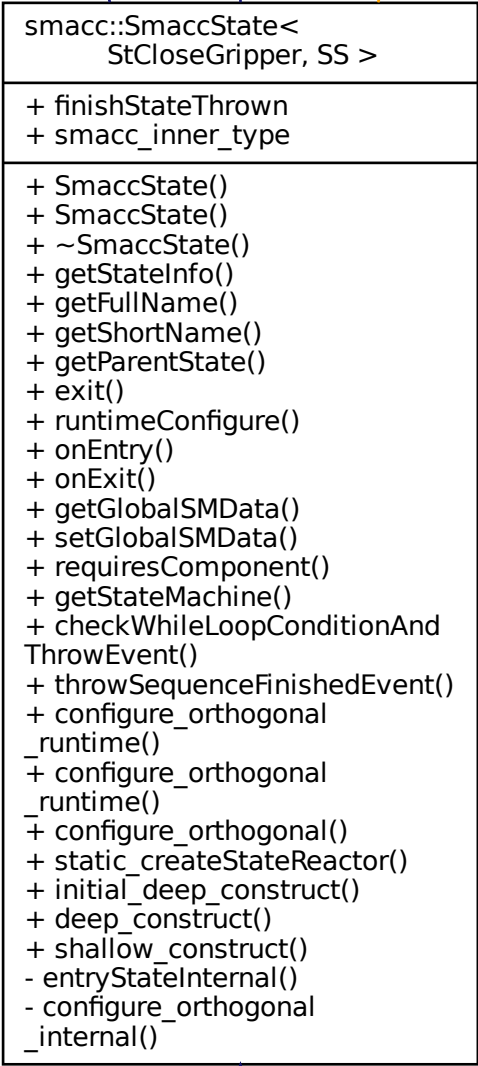 smacc::SmaccState<
StCloseGripper, SS >
+ finishStateThrown
+ smacc_inner_type
+ SmaccState()
+ SmaccState()
+ ~SmaccState()
+ getStateInfo()
+ getFullName()
+ getShortName()
+ getParentState()
+ exit()
+ runtimeConfigure()
+ onEntry()
+ onExit()
+ getGlobalSMData()
+ setGlobalSMData()
+ requiresComponent()
+ getStateMachine()
+ checkWhileLoopConditionAnd
ThrowEvent()
+ throwSequenceFinishedEvent()
+ configure_orthogonal
_runtime()
+ configure_orthogonal
_runtime()
+ configure_orthogonal()
+ static_createStateReactor()
+ initial_deep_construct()
+ deep_construct()
+ shallow_construct()
- entryStateInternal()
- configure_orthogonal
_internal()